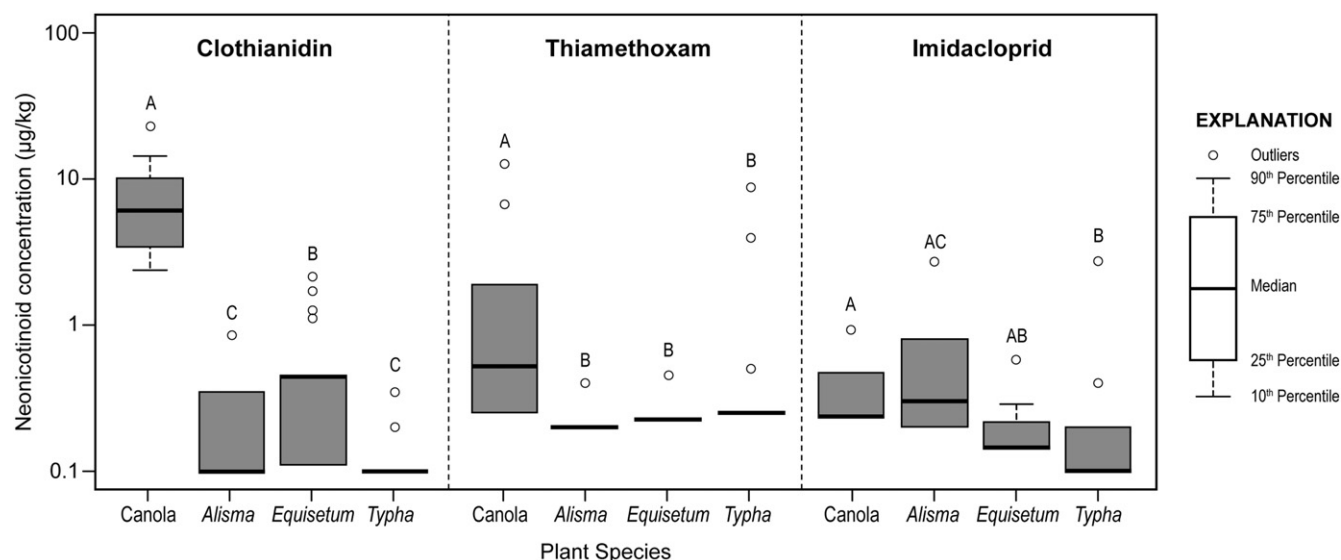 Clothianidin
Thiamethoxam
Imidacloprid
Neonicotinoid concentration (µg/kg)
100
10
1
0.1
A
C
B
C
A
B
B
B
A
AC
AB
B
Canola Alisma Equisetum Typha
Canola Alisma Equisetum Typha
Canola Alisma Equisetum Typha
Plant Species
EXPLANATION
Outliers
90th Percentile
75th Percentile
Median
25th Percentile
10th Percentile